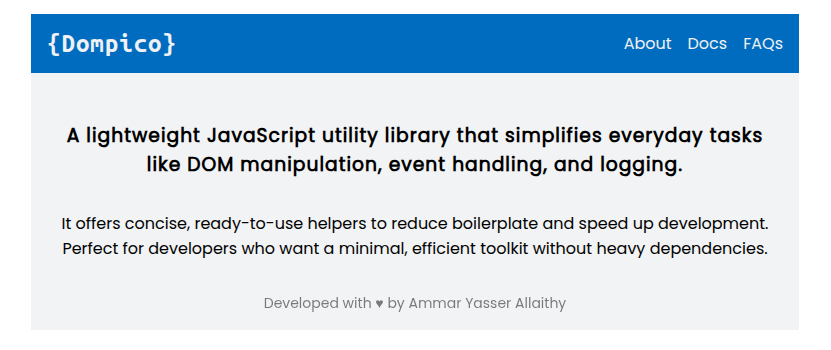 {Dompico}
About Docs FAQs
A lightweight JavaScript utility library that simplifies everyday tasks
like DOM manipulation, event handling, and logging.
It offers concise, ready-to-use helpers to reduce boilerplate and speed up development.
Perfect for developers who want a minimal, efficient toolkit without heavy dependencies.
Developed with ♥ by Ammar Yasser Allaithy